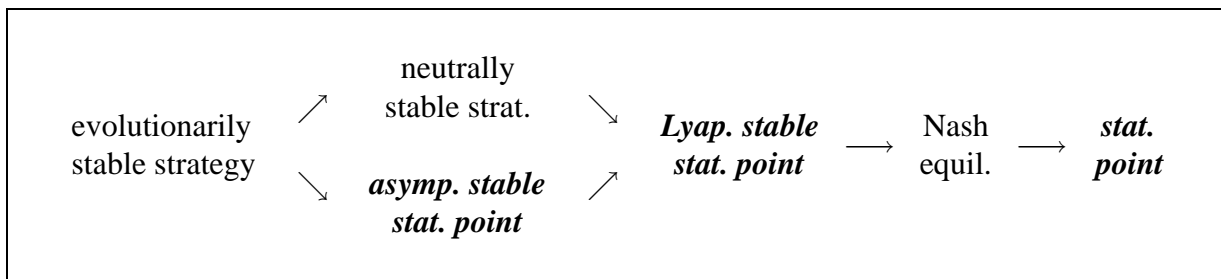 evolutionarily
stable strategy
neutrally
stable strat.
asymp. stable
stat. point
Lyap. stable
stat. point
Nash
equil.
stat.
point